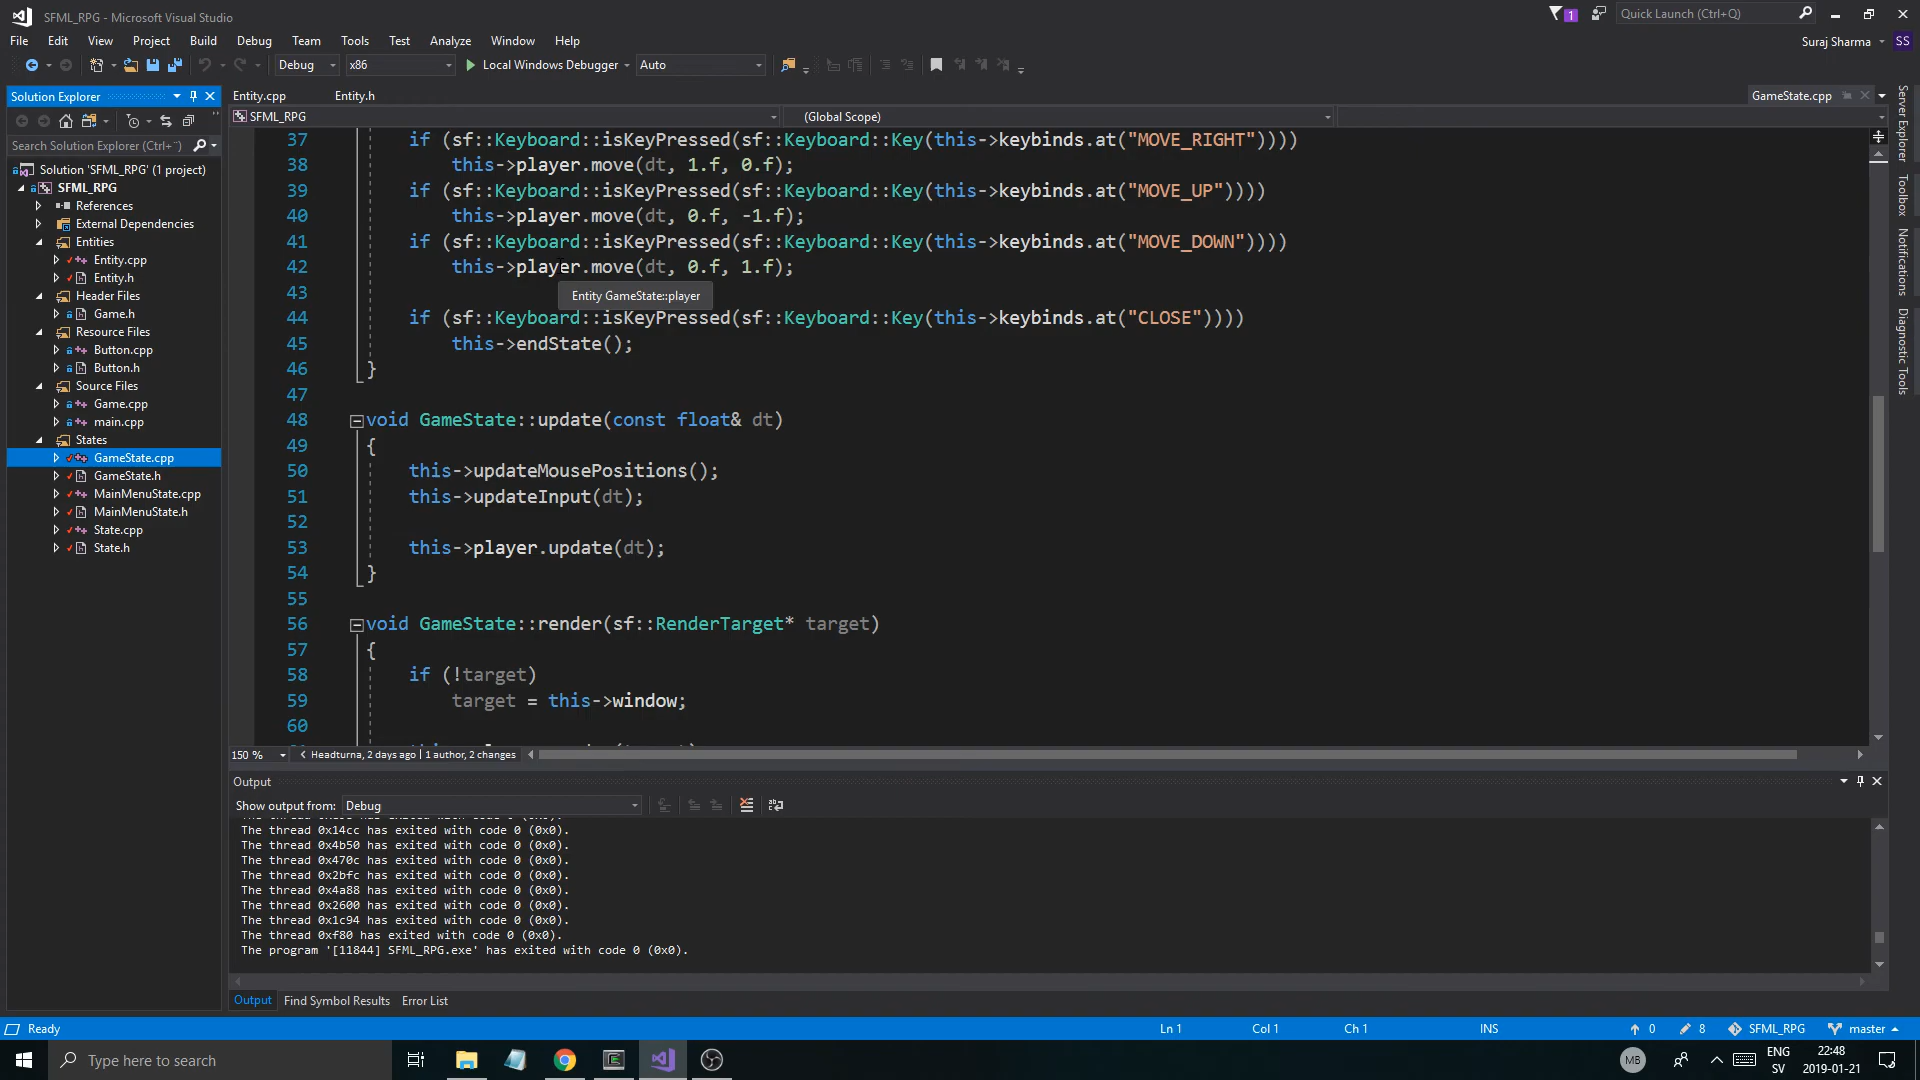 SFML_RPG - Microsoft Visual Studio
1
Quick Launch (Ctrl+Q)
File Edit View Project Build Debug Team Tools Test Analyze Window Help
Suraj Sharma
SS
Debug
x86
Local Windows Debugger
Auto
Solution Explorer
Entity.cpp
Entity.h
GameState.cpp
SFML_RPG
(Global Scope)
Search Solution Explorer (Ctrl+¨)
Solution 'SFML_RPG' (1 project)
SFML_RPG
References
External Dependencies
Entities
Entity.cpp
Entity.h
Header Files
Game.h
Resource Files
Button.cpp
Button.h
Source Files
Game.cpp
main.cpp
States
GameState.cpp
GameState.h
MainMenuState.cpp
MainMenuState.h
State.cpp
State.h
37 if (sf::Keyboard::isKeyPressed(sf::Keyboard::Key(this->keybinds.at("MOVE_RIGHT"))))
38 this->player.move(dt, 1.f, 0.f);
39 if (sf::Keyboard::isKeyPressed(sf::Keyboard::Key(this->keybinds.at("MOVE_UP"))))
40 this->player.move(dt, 0.f, -1.f);
41 if (sf::Keyboard::isKeyPressed(sf::Keyboard::Key(this->keybinds.at("MOVE_DOWN"))))
42 this->player.move(dt, 0.f, 1.f);
43
Entity GameState::player
44 if (sf::Keyboard::isKeyPressed(sf::Keyboard::Key(this->keybinds.at("CLOSE"))))
45 this->endState();
46 }
47
48 void GameState::update(const float& dt)
49 {
50 this->updateMousePositions();
51 this->updateInput(dt);
52
53 this->player.update(dt);
54 }
55
56 void GameState::render(sf::RenderTarget* target)
57 {
58 if (!target)
59 target = this->window;
60
150 %
Headturna, 2 days ago | 1 author, 2 changes
Server Explorer
Toolbox
Notifications
Diagnostic Tools
Output
Show output from: Debug
The thread 0x14cc has exited with code 0 (0x0).
The thread 0x4b50 has exited with code 0 (0x0).
The thread 0x470c has exited with code 0 (0x0).
The thread 0x2bfc has exited with code 0 (0x0).
The thread 0x4a88 has exited with code 0 (0x0).
The thread 0x2600 has exited with code 0 (0x0).
The thread 0x1c94 has exited with code 0 (0x0).
The thread 0xf80 has exited with code 0 (0x0).
The program '[11844] SFML_RPG.exe' has exited with code 0 (0x0).
Output Find Symbol Results Error List
Ready
Ln 1 Col 1 Ch 1 INS
0 8 SFML_RPG master
Type here to search
MB
ENG
SV
22:48
2019-01-21